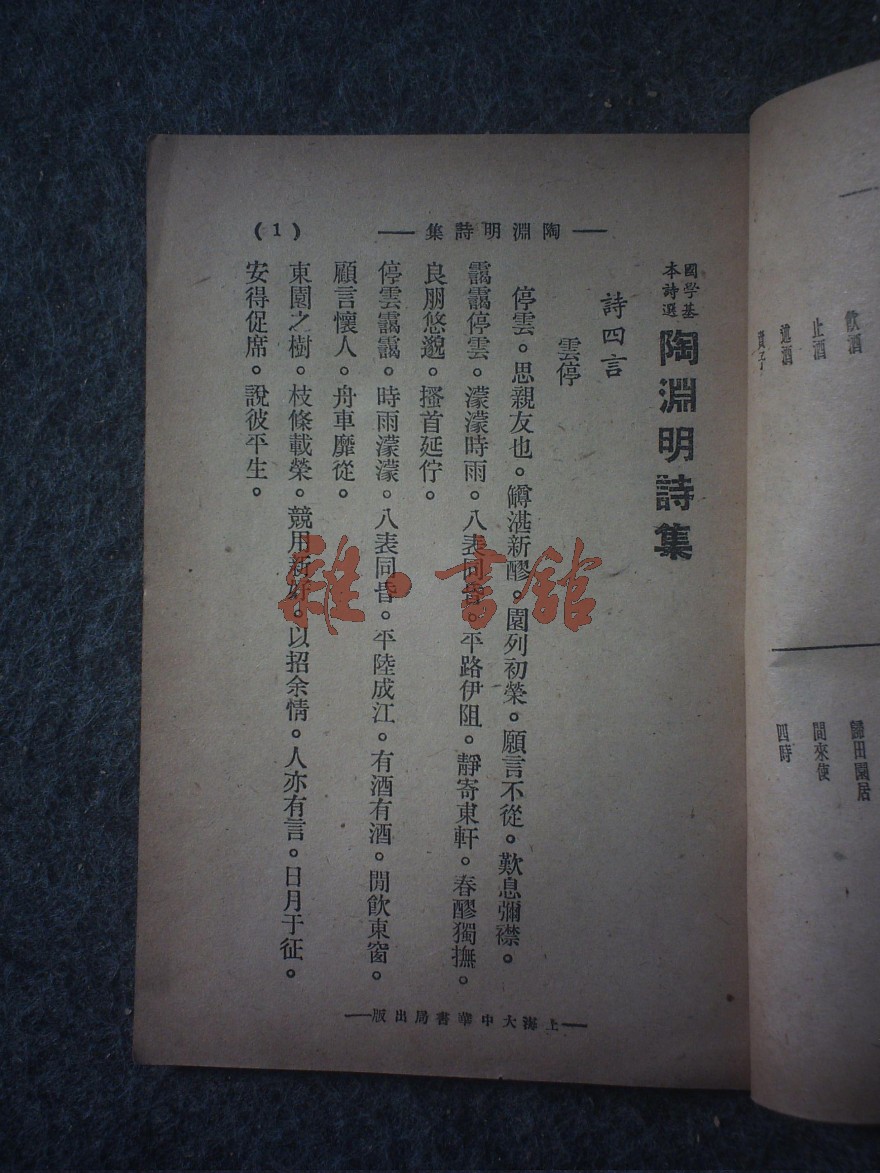 陶淵明詩集
(1)
國學基本詩選
陶淵明詩集
詩四言
雲停
停雲。思親友也。罇湛新醪。園列初榮。願言不從。歎息彌襟。
靄靄停雲。濛濛時雨。八表同昏。平路伊阻。靜寄東軒。春醪獨撫。
良朋悠邈。搔首延佇。
停雲靄靄。時雨濛濛。八表同昏。平陸成江。有酒有酒。閒飲東窗。
願言懷人。舟車靡從。
東園之樹。枝條載榮。競用新好。以招余情。人亦有言。日月于征。
安得促席。說彼平生。
上海大中華書局出版
飲酒
止酒
述酒
責子
歸田園居
問來使
四時
雜·書館